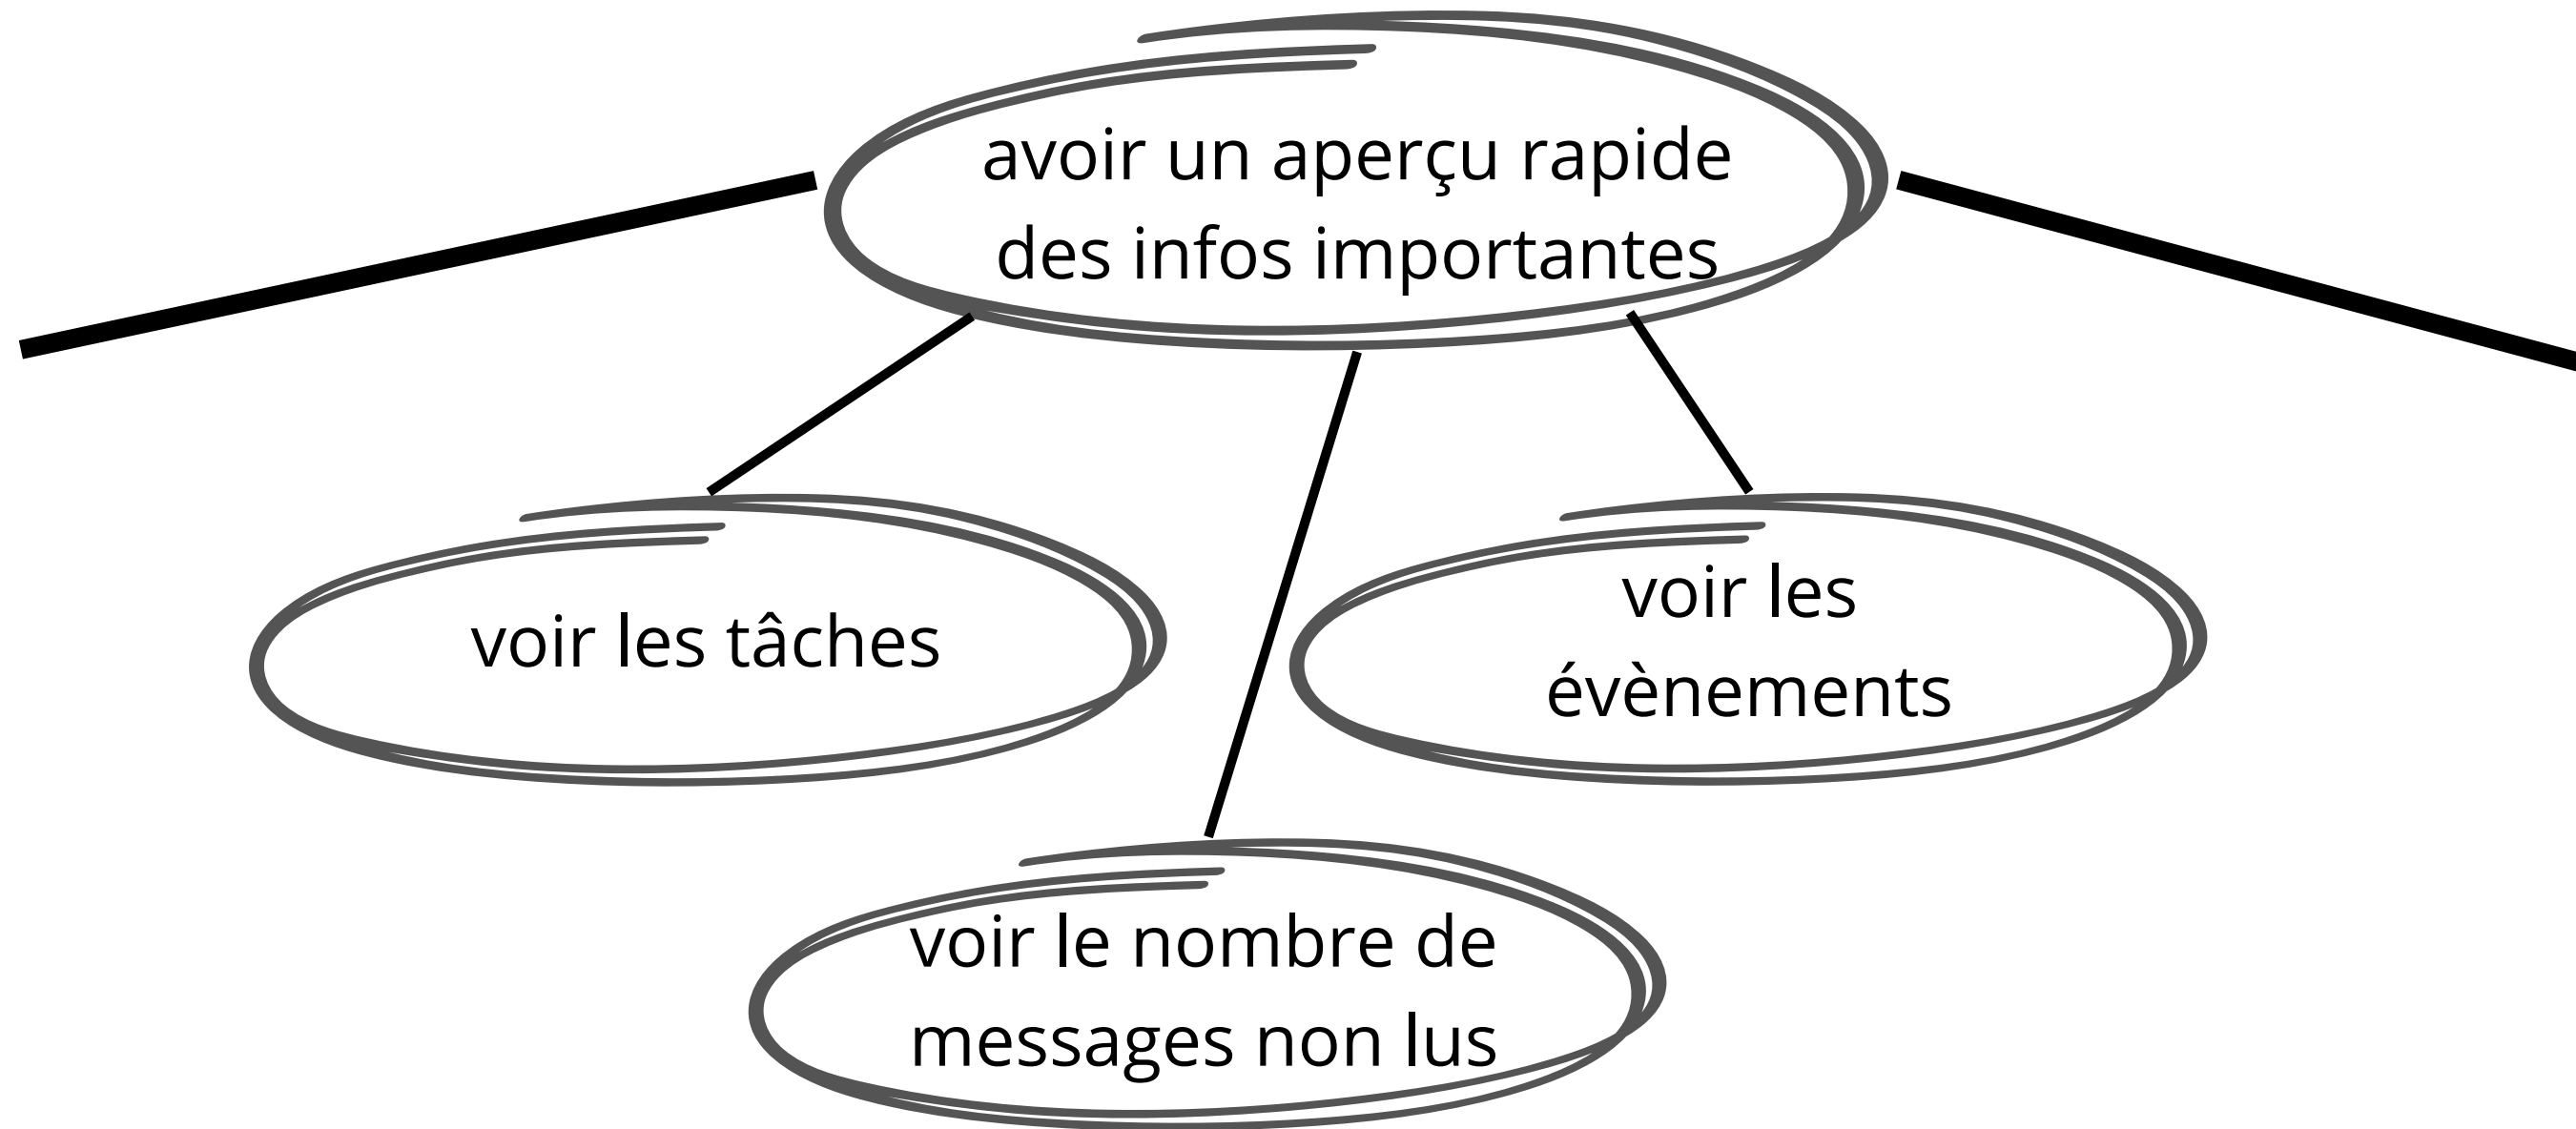 avoir un aperçu rapide
des infos importantes
voir les tâches
voir les
évènements
voir le nombre de
messages non lus